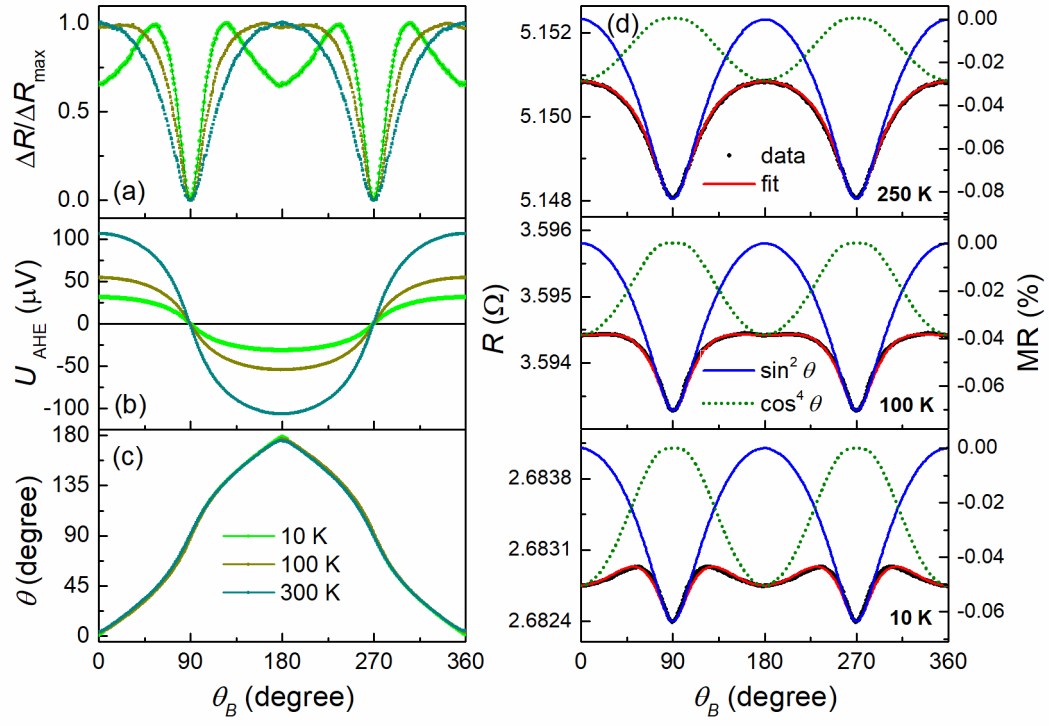 1.0
0.5
0.0
ΔR/ΔR_max
(a)
100
50
0
-50
-100
U_AHE (μV)
(b)
180
135
90
45
0
θ (degree)
(c)
10 K
100 K
300 K
0 90 180 270 360
θ_B (degree)
(d)
5.152
5.150
5.148
data
fit
250 K
0.00
-0.02
-0.04
-0.06
-0.08
3.596
3.595
3.594
R (Ω)
sin² θ
cos⁴ θ
100 K
0.00
-0.02
-0.04
-0.06
MR (%)
2.6838
2.6831
2.6824
10 K
0.00
-0.02
-0.04
-0.06
0 90 180 270 360
θ_B (degree)